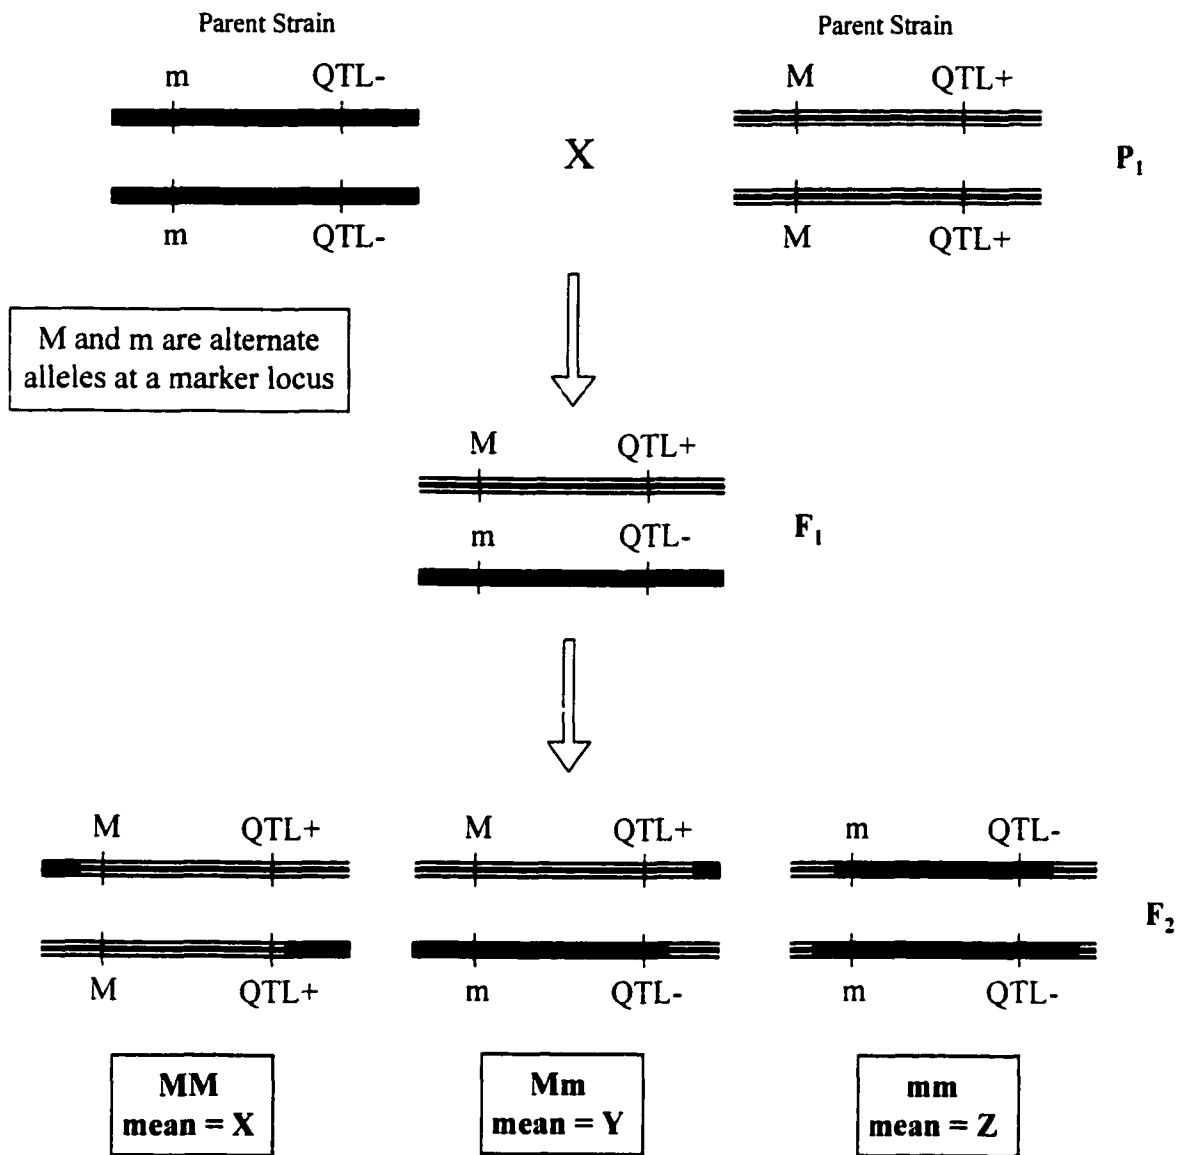 Parent Strain
Parent Strain
m QTL-
M QTL+
X
P1
m QTL-
M QTL+
M and m are alternate
alleles at a marker locus
M QTL+
m QTL-
F1
M QTL+
M QTL+
m QTL-
F2
M QTL+
m QTL-
m QTL-
MM
mean = X
Mm
mean = Y
mm
mean = Z